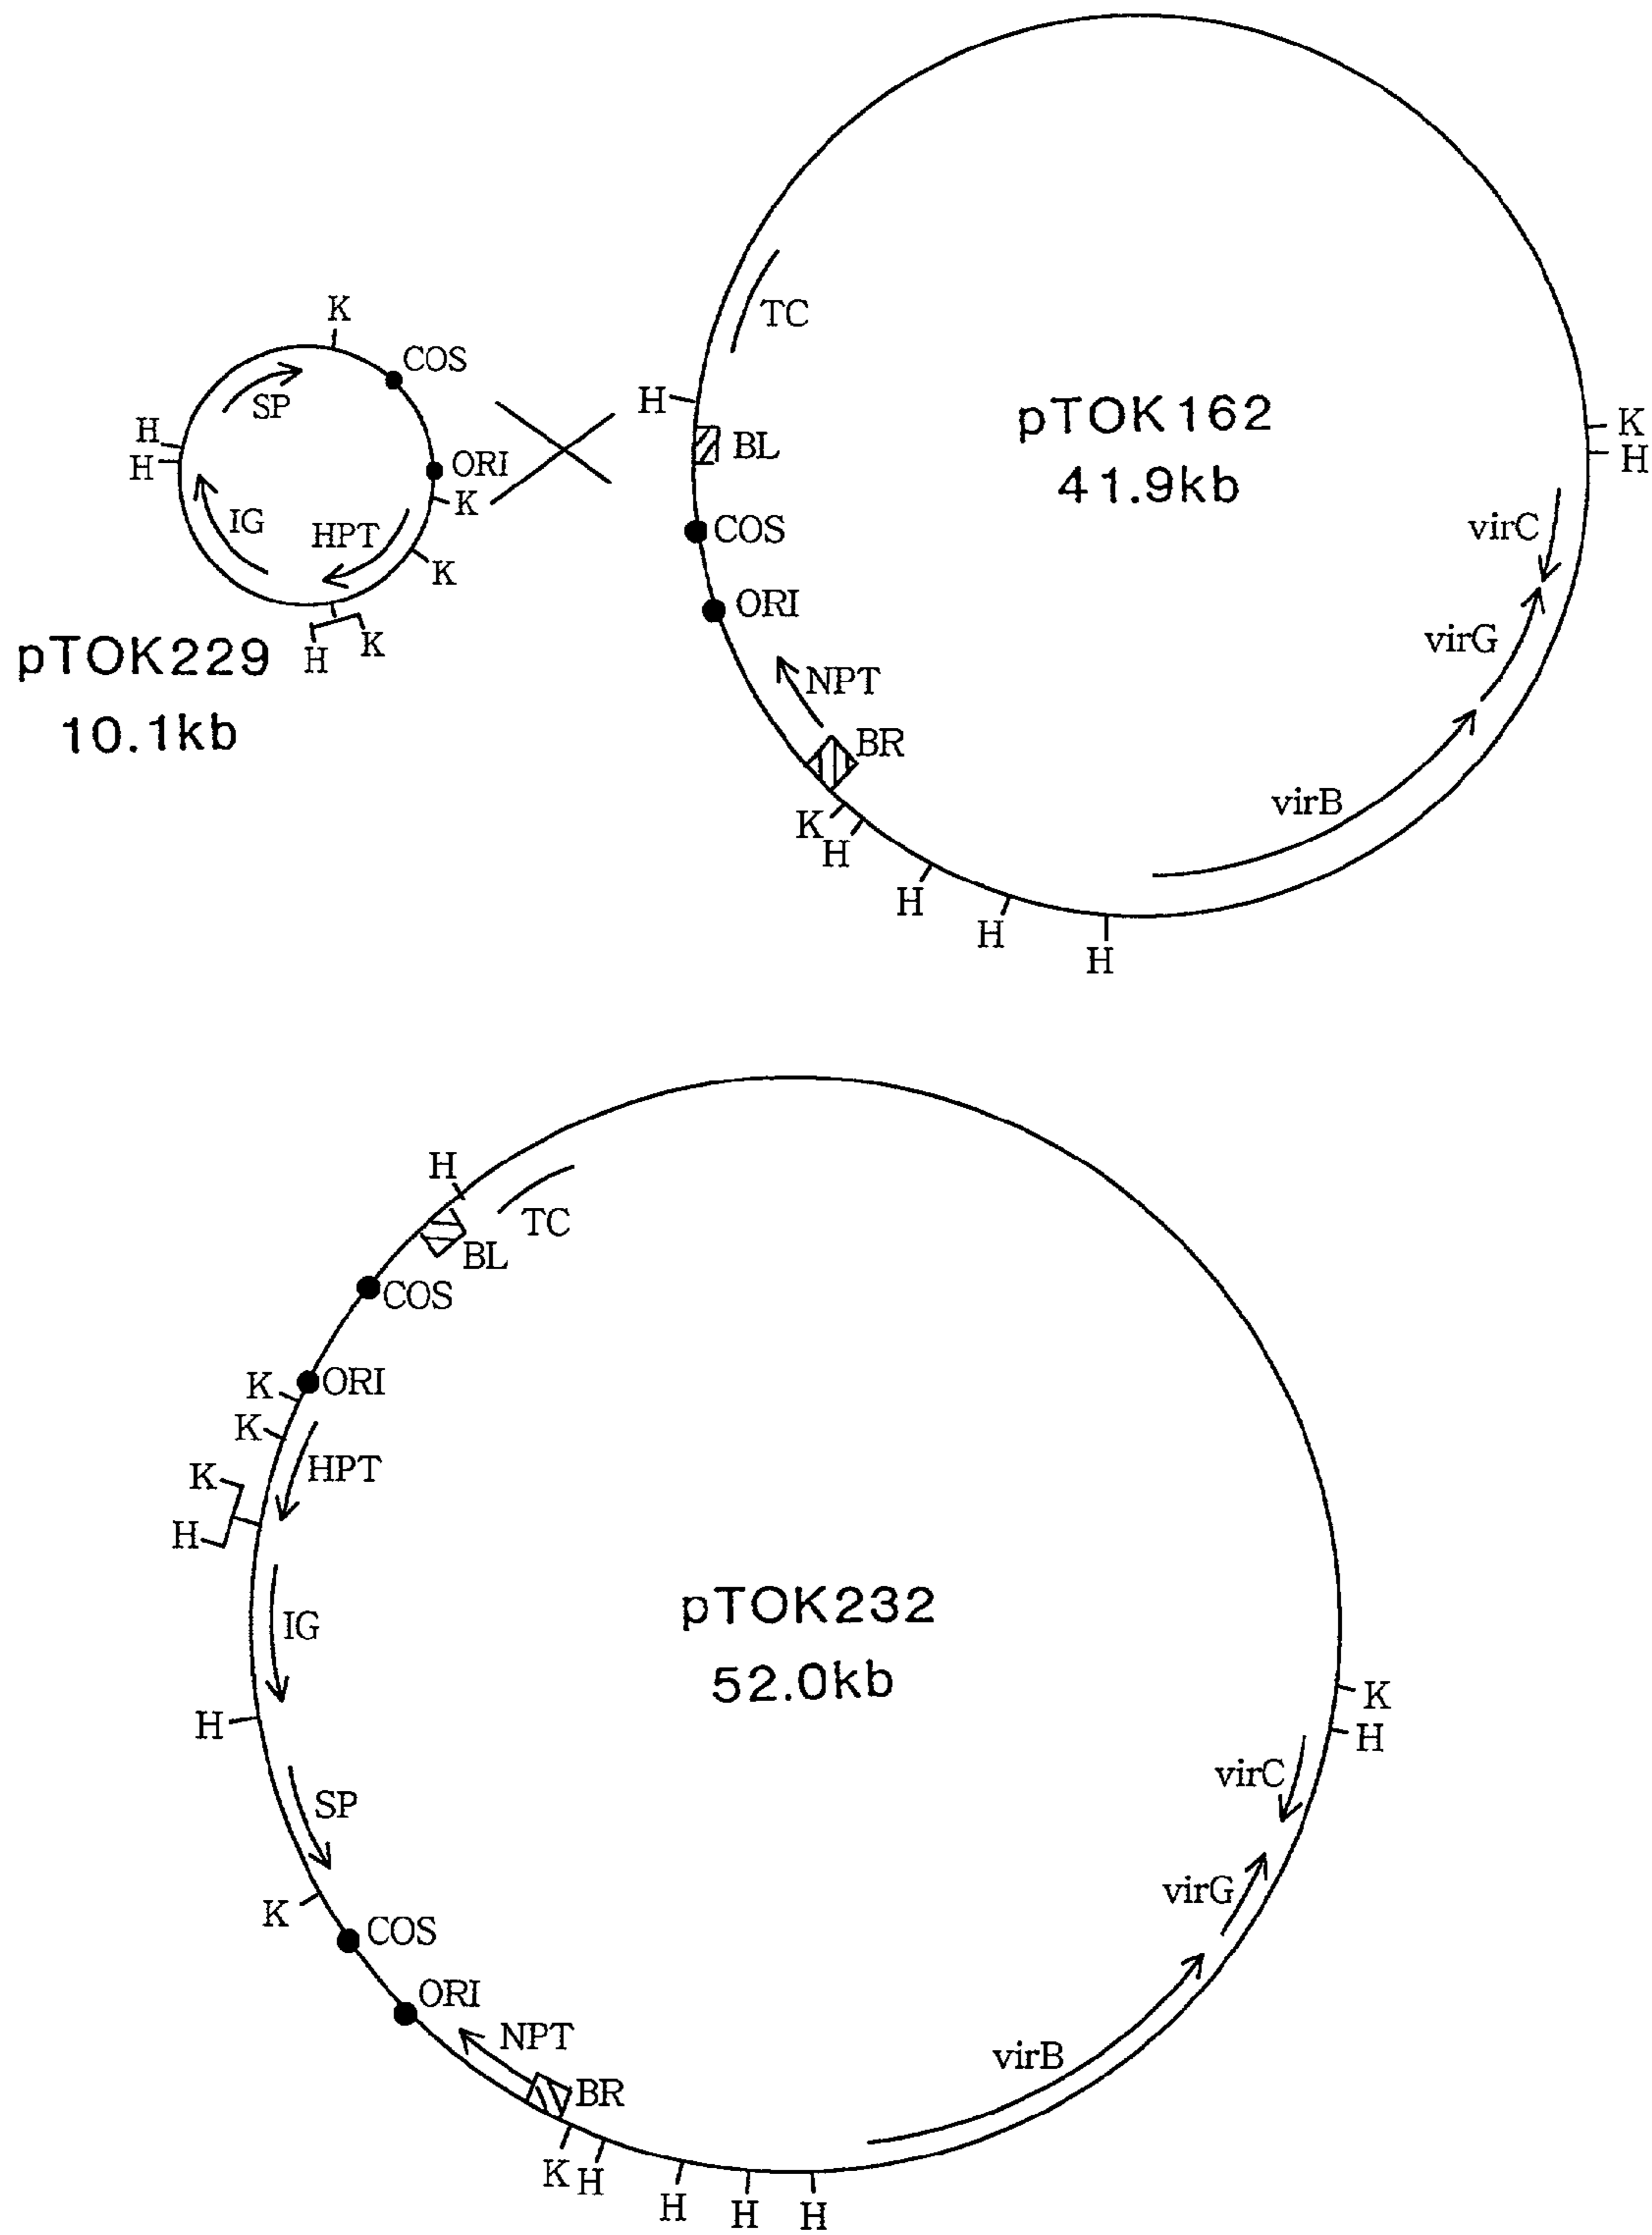 K
COS
SP
H
H
ORI
K
IG
HPT
K
H
K
pTOK229
10.1kb
TC
H
BL
COS
ORI
NPT
BR
K
H
H
H
H
pTOK162
41.9kb
K
H
virC
virG
virB
H
TC
BL
COS
K
ORI
K
HPT
K
H
IG
H
SP
K
COS
ORI
NPT
BR
K
H
H
H
H
pTOK232
52.0kb
K
H
virC
virG
virB